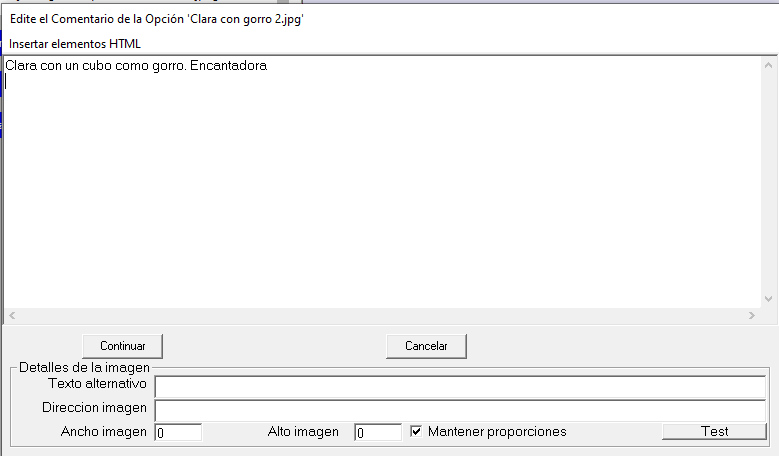 Edite el Comentario de la Opción 'Clara con gorro 2.jpg'
Insertar elementos HTML
Clara con un cubo como gorro. Encantadora
Continuar Cancelar
Detalles de la imagen
Texto alternativo
Direccion imagen
Ancho imagen 0 Alto imagen 0 Mantener proporciones Test